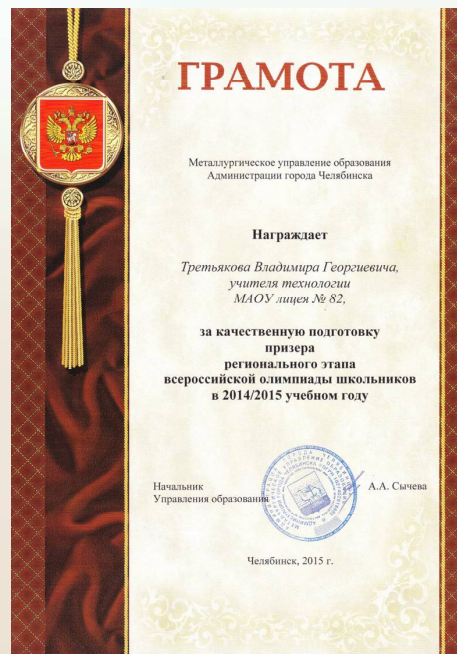 ГРАМОТА
Металлургическое управление образования
Администрации города Челябинска
Награждает
Третьякова Владимира Георгиевича,
учителя технологии
МАОУ лицея № 82,
за качественную подготовку
призера
регионального этапа
всероссийской олимпиады школьников
в 2014/2015 учебном году
Начальник
Управления образования
А.А. Сычева
Челябинск, 2015 г.